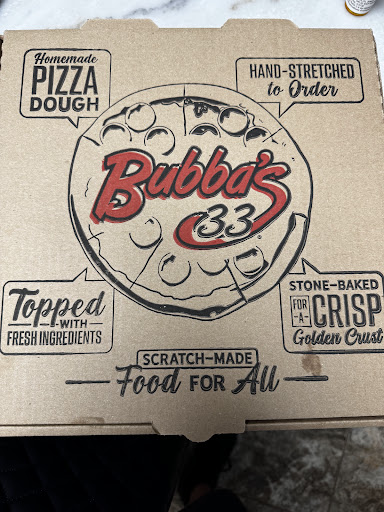 Homemade
PIZZA
DOUGH
HAND-STRETCHED
to Order
Bubba's
33
Topped
WITH
FRESH INGREDIENTS
STONE-BAKED
FOR
-A-
CRISP
Golden Crust
SCRATCH-MADE
Food FOR All